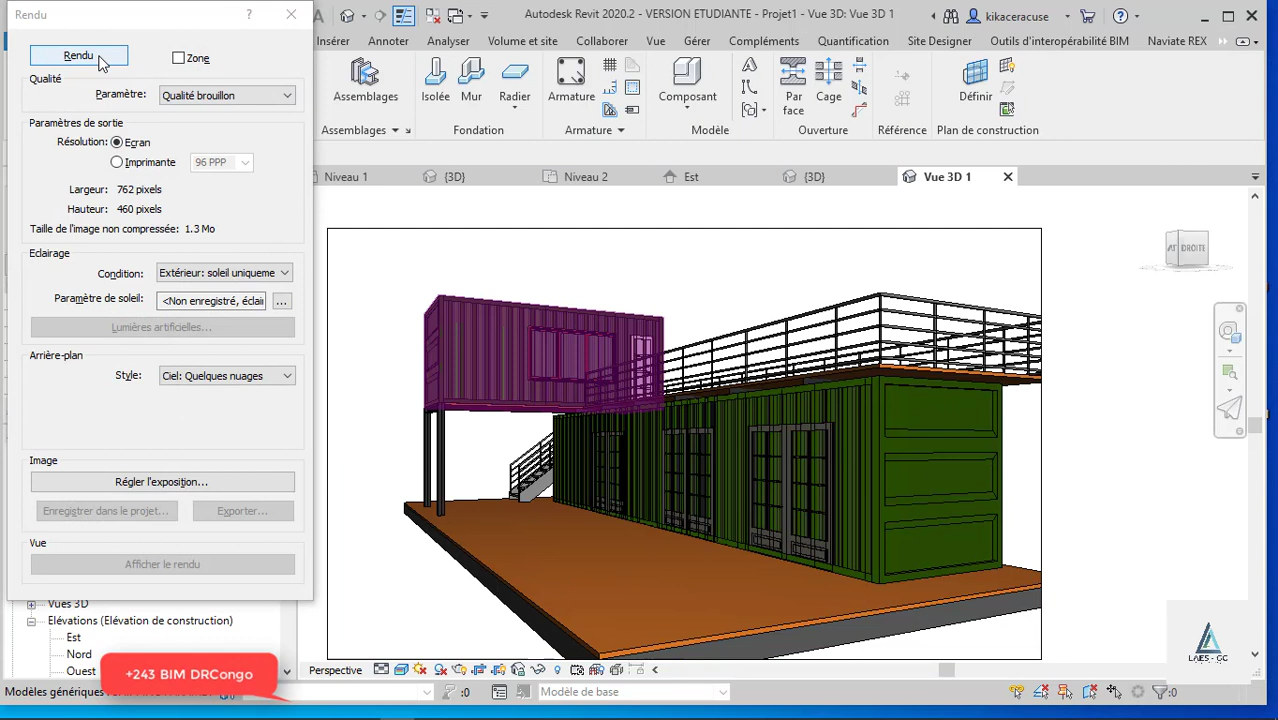 Rendu
?
Autodesk Revit 2020.2 - VERSION ETUDIANTE - Projet1 - Vue 3D: Vue 3D 1
kikaceracuse
Rendu
Zone
Insérer
Annoter
Analyser
Volume et site
Collaborer
Vue
Gérer
Compléments
Quantification
Site Designer
Outils d'interopérabilité BIM
Naviate REX
Qualité
Paramètre:
Qualité brouillon
Assemblages
Isolée
Mur
Radier
Armature
Composant
Par face
Cage
Définir
Assemblages
Fondation
Armature
Modèle
Ouverture
Référence
Plan de construction
Paramètres de sortie
Résolution:
Ecran
Imprimante
96 PPP
Largeur:
762 pixels
Hauteur:
460 pixels
Taille de l'image non compressée:
1.3 Mo
Niveau 1
{3D}
Niveau 2
Est
{3D}
Vue 3D 1
Eclairage
Condition:
Extérieur: soleil uniqueme
Paramètre de soleil:
<Non enregistré, éclai
...
Lumières artificielles...
DROITE
Arrière-plan
Style:
Ciel: Quelques nuages
Image
Régler l'exposition...
Enregistrer dans le projet...
Exporter...
Vue
Afficher le rendu
Vues 3D
Elévations (Elévation de construction)
Est
Nord
Ouest
+243 BIM DRCongo
Perspective
LAES - GC
Modèles génériques
:0
Modèle de base
:0